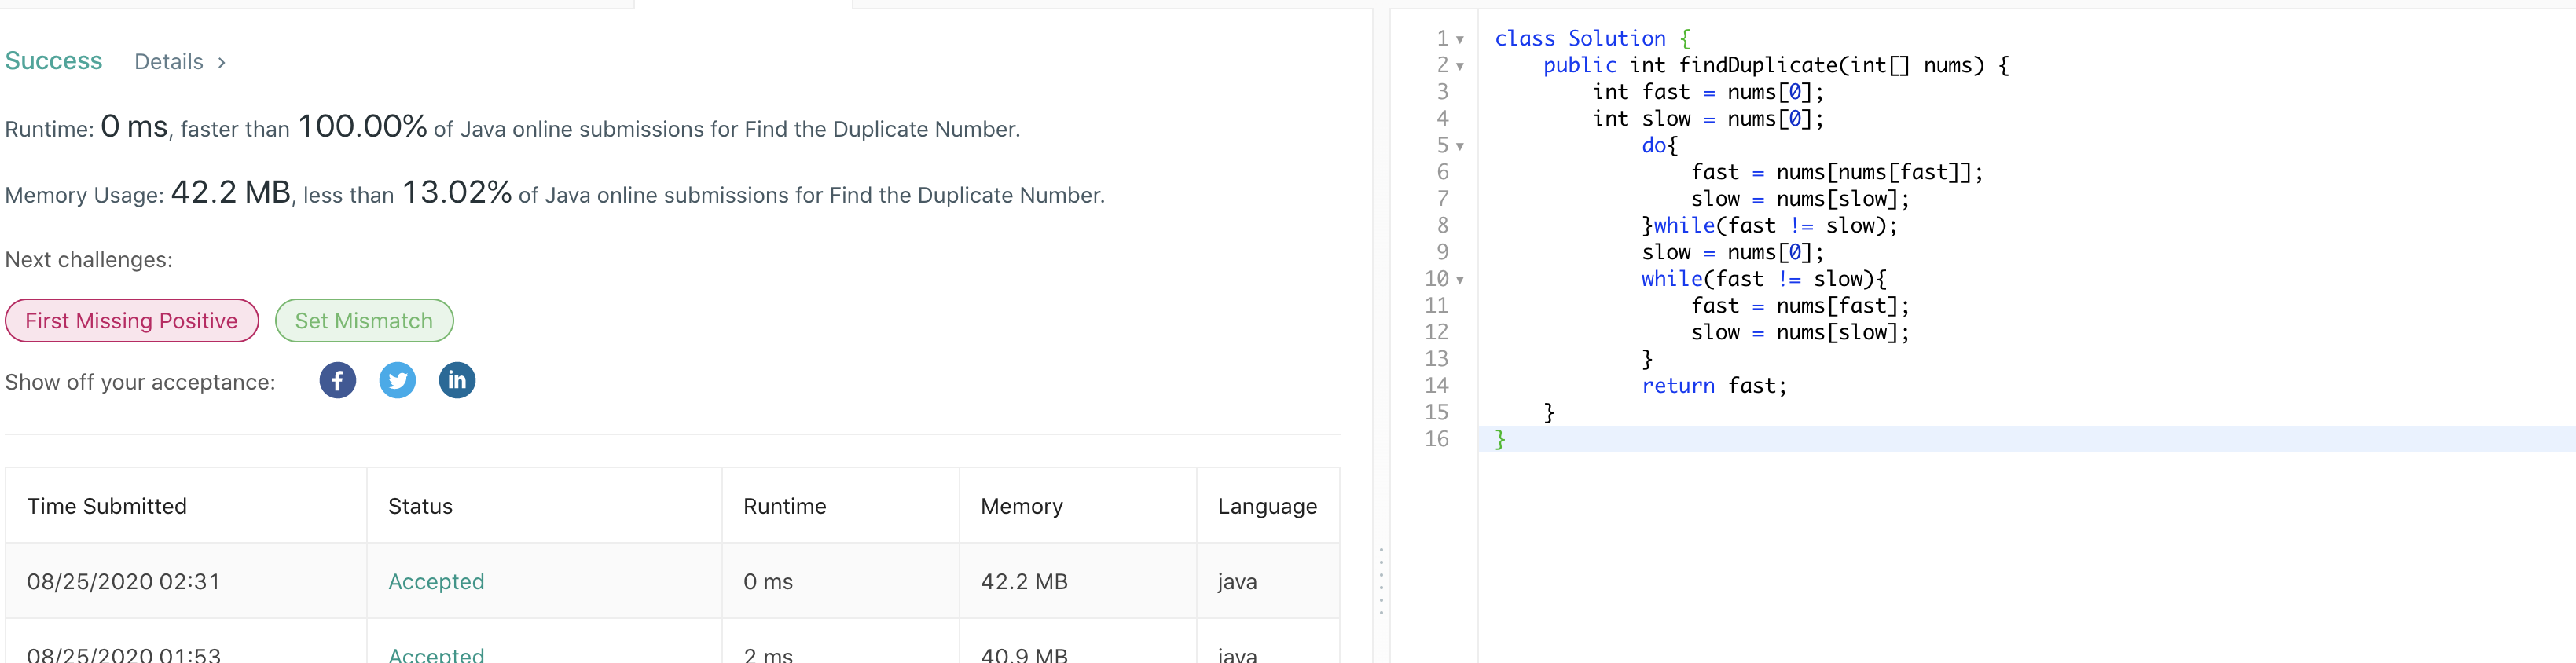 Success Details >
Runtime: 0 ms, faster than 100.00% of Java online submissions for Find the Duplicate Number.
Memory Usage: 42.2 MB, less than 13.02% of Java online submissions for Find the Duplicate Number.
Next challenges:
First Missing Positive Set Mismatch
Show off your acceptance: f in
Time Submitted Status Runtime Memory Language
08/25/2020 02:31 Accepted 0 ms 42.2 MB java
08/25/2020 01:53 Accepted 2 ms 40.9 MB java
1 class Solution {
2     public int findDuplicate(int[] nums) {
3         int fast = nums[0];
4         int slow = nums[0];
5             do{
6                 fast = nums[nums[fast]];
7                 slow = nums[slow];
8             }while(fast != slow);
9             slow = nums[0];
10             while(fast != slow){
11                 fast = nums[fast];
12                 slow = nums[slow];
13             }
14             return fast;
15     }
16 }